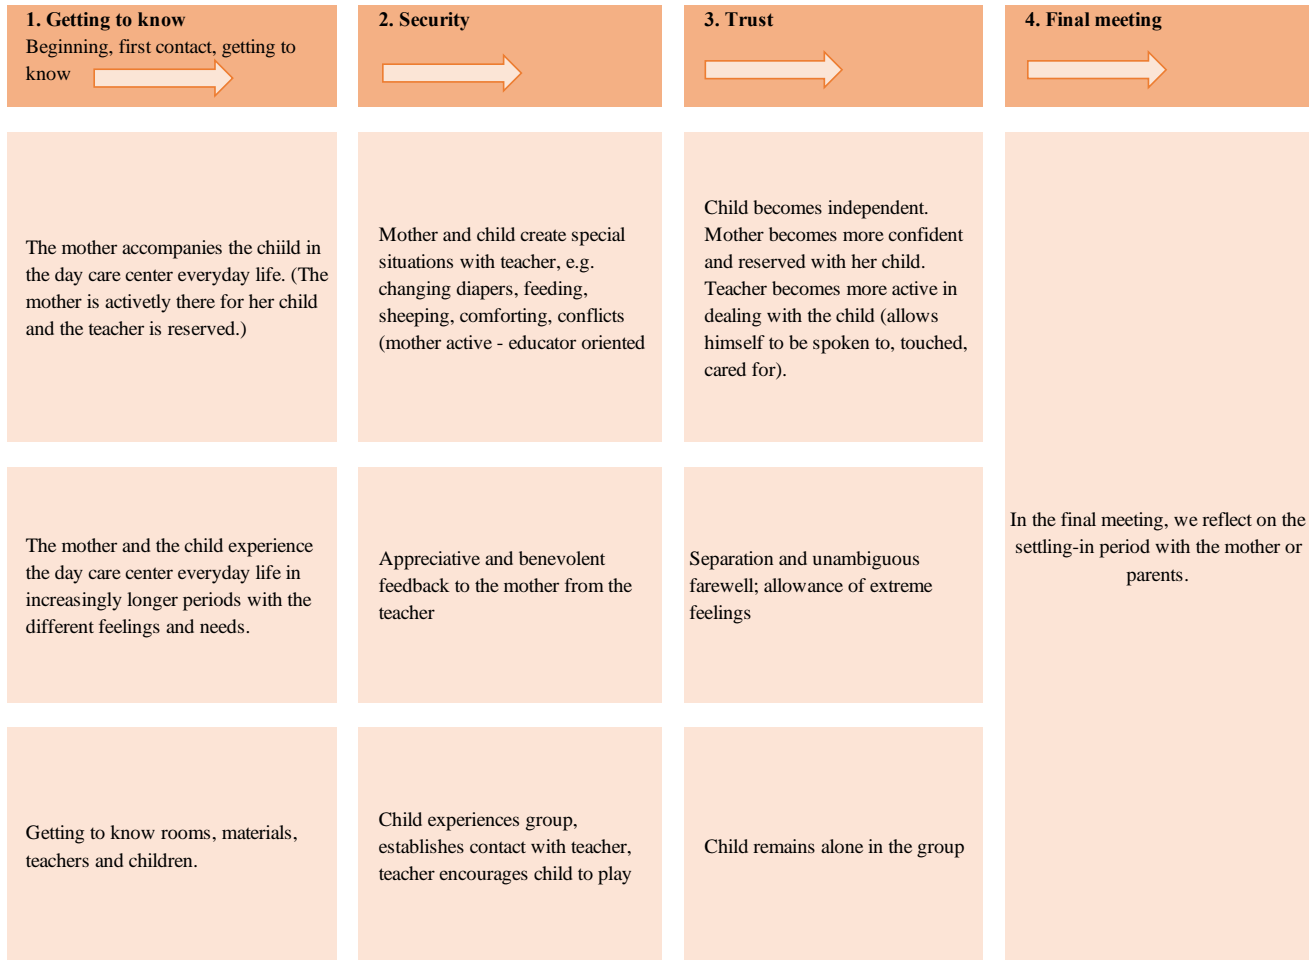 1. Getting to know
Beginning, first contact, getting to
know
2. Security
3. Trust
4. Final meeting
The mother accompanies the chiild in
the day care center everyday life. (The
mother is activetly there for her child
and the teacher is reserved.)
Mother and child create special
situations with teacher, e.g.
changing diapers, feeding,
sheeping, comforting, conflicts
(mother active - educator oriented
Child becomes independent.
Mother becomes more confident
and reserved with her child.
Teacher becomes more active in
dealing with the child (allows
himself to be spoken to, touched,
cared for).
The mother and the child experience
the day care center everyday life in
increasingly longer periods with the
different feelings and needs.
Appreciative and benevolent
feedback to the mother from the
teacher
Separation and unambiguous
farewell; allowance of extreme
feelings
In the final meeting, we reflect on the
settling-in period with the mother or
parents.
Getting to know rooms, materials,
teachers and children.
Child experiences group,
establishes contact with teacher,
teacher encourages child to play
Child remains alone in the group